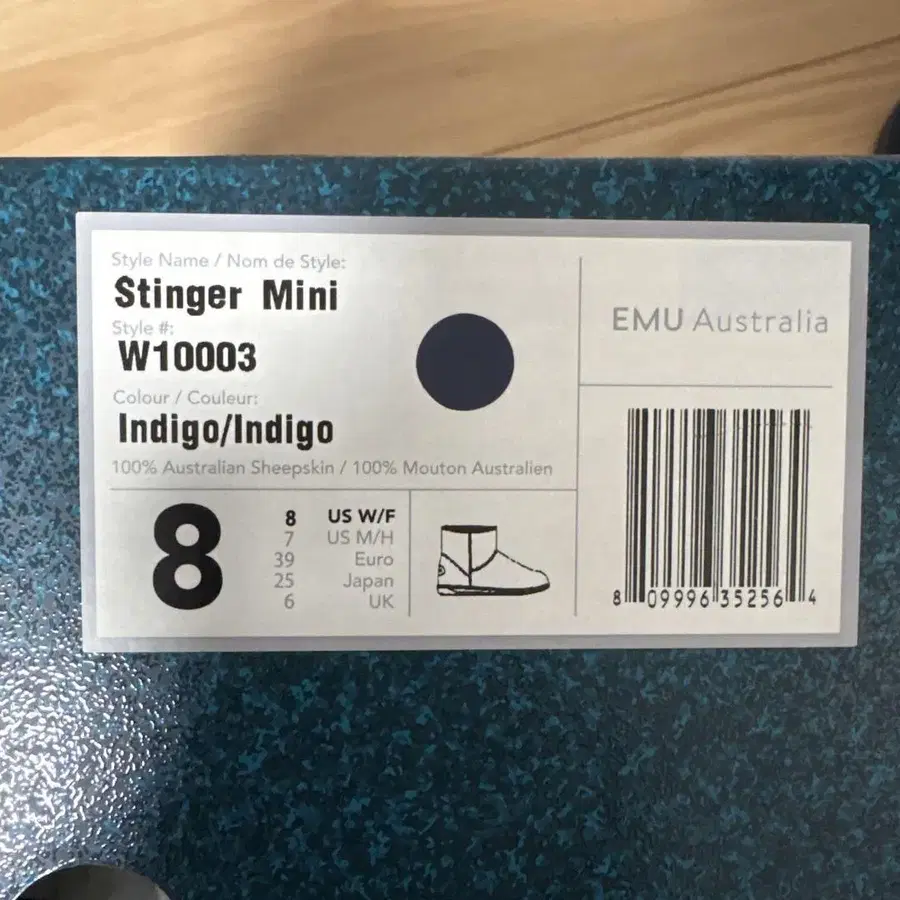 Style Name / Nom de Style:
Stinger Mini
Style #:
W10003
Colour / Couleur:
Indigo/Indigo
100% Australian Sheepskin / 100% Mouton Australien
8
8 US W/F
7 US M/H
39 Euro
25 Japan
6 UK
EMU Australia
8 09996 35256 4